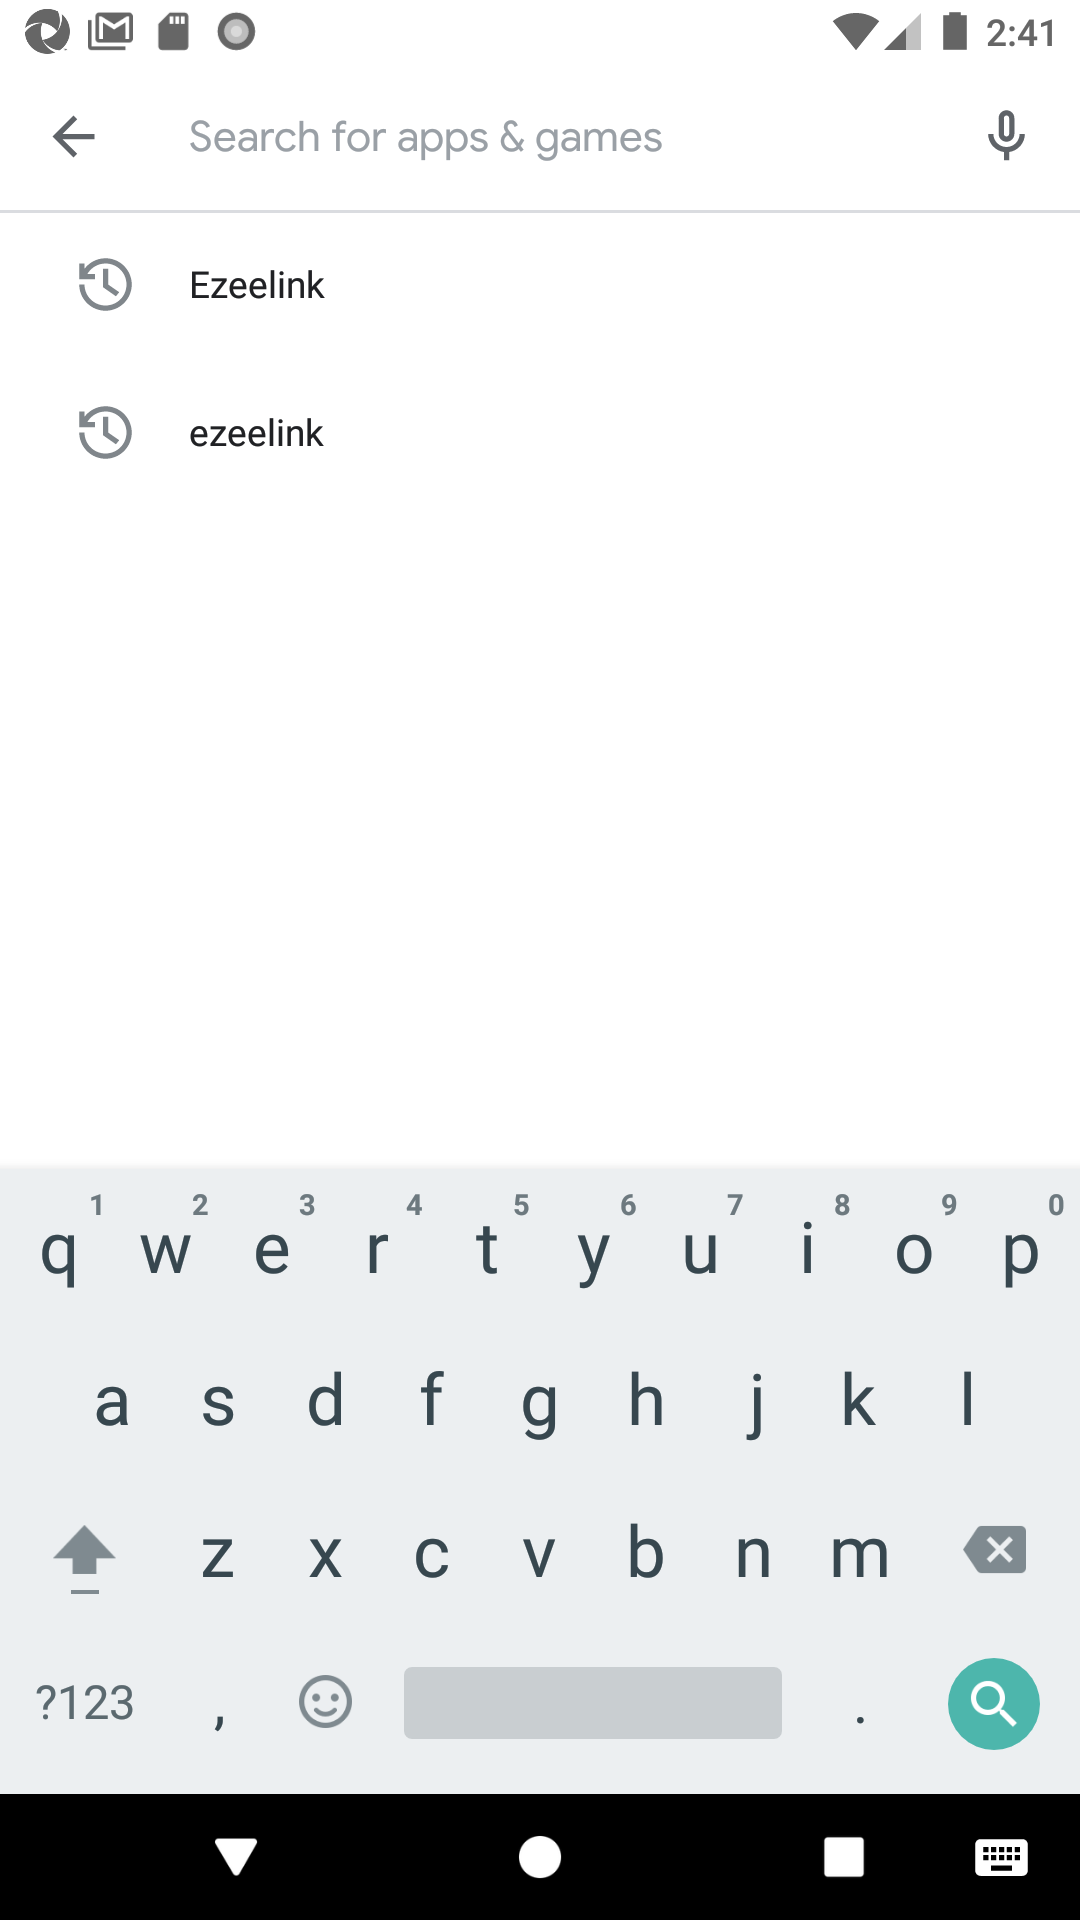 2:41
Search for apps & games
Ezeelink
ezeelink
1 2 3 4 5 6 7 8 9 0
q w e r t y u i o p
a s d f g h j k l
z x c v b n m
?123 , .